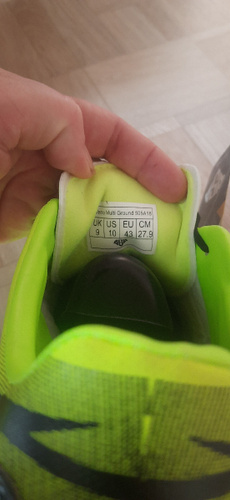 Multi Ground
UK US EU CM
9 10 43 27.9